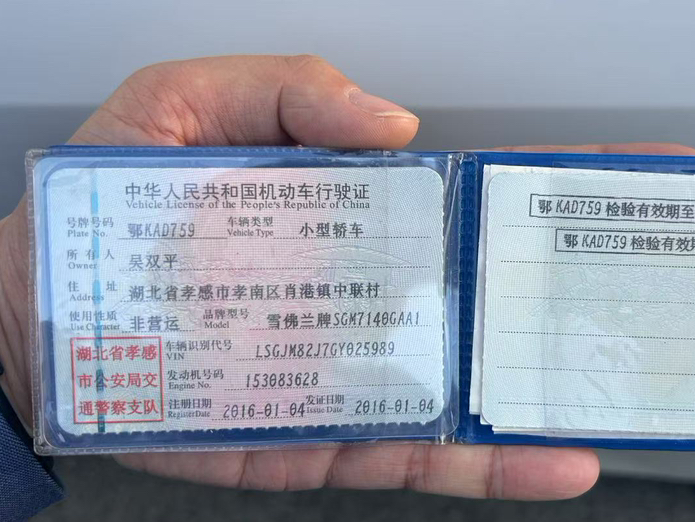 中华人民共和国机动车行驶证
Vehicle License of the People's Republic of China
号牌号码 鄂KAD759 车辆类型 小型轿车
Plate No. Vehicle Type
所有人 吴双平
Owner
住址 湖北省孝感市孝南区肖港镇中联村
Address
使用性质 非营运 品牌型号 雪佛兰牌SGM7140GAA1
Use Character Model
湖北省孝感
市公安局交
通警察支队
车辆识别代号 LSGJM82J7GY025989
VIN
发动机号码 153083628
Engine No.
注册日期 2016-01-04 发证日期 2016-01-04
Register Date Issue Date
鄂KAD759 检验有效期至
鄂KAD759 检验有效期